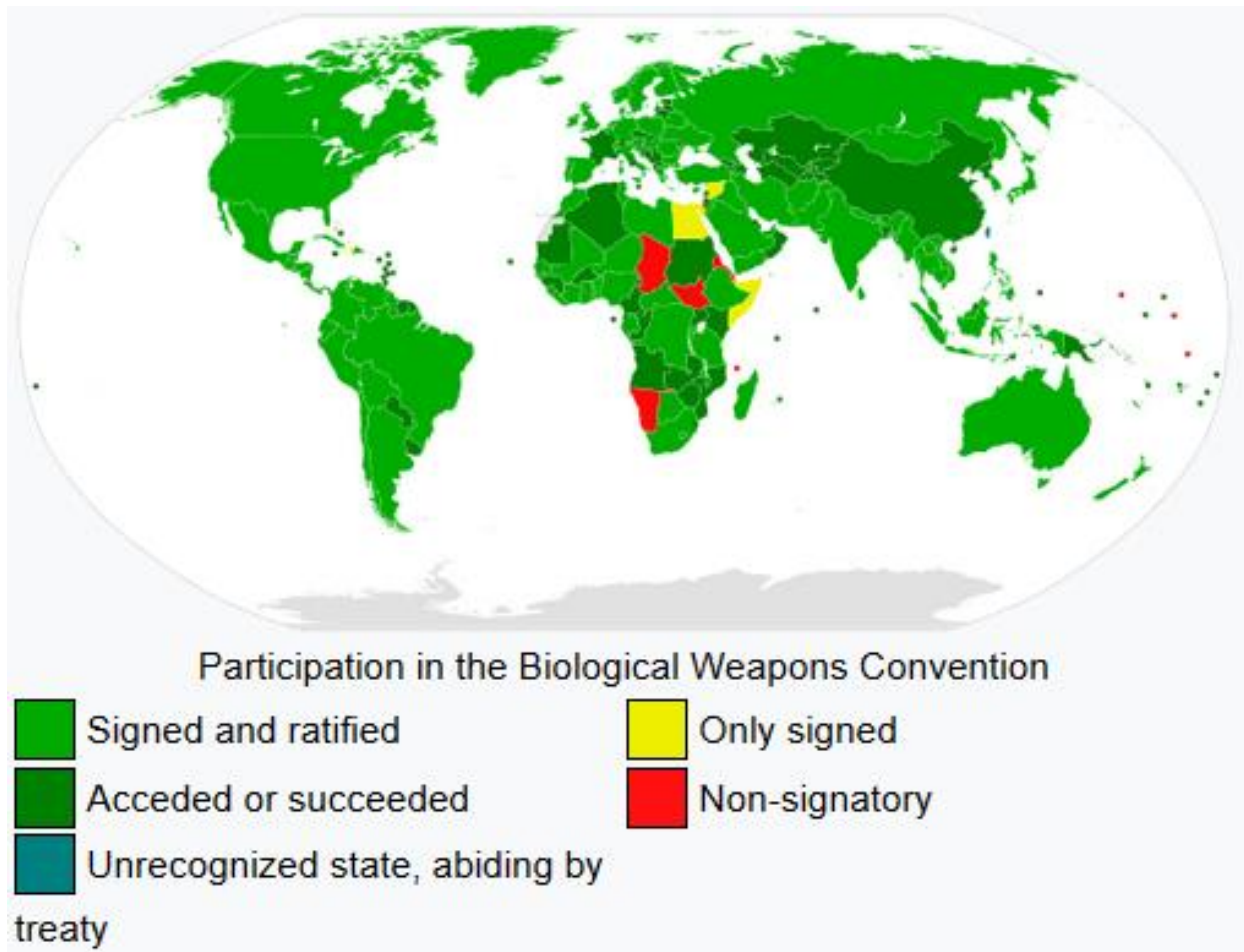 Participation in the Biological Weapons Convention
Signed and ratified
Only signed
Acceded or succeeded
Non-signatory
Unrecognized state, abiding by
treaty